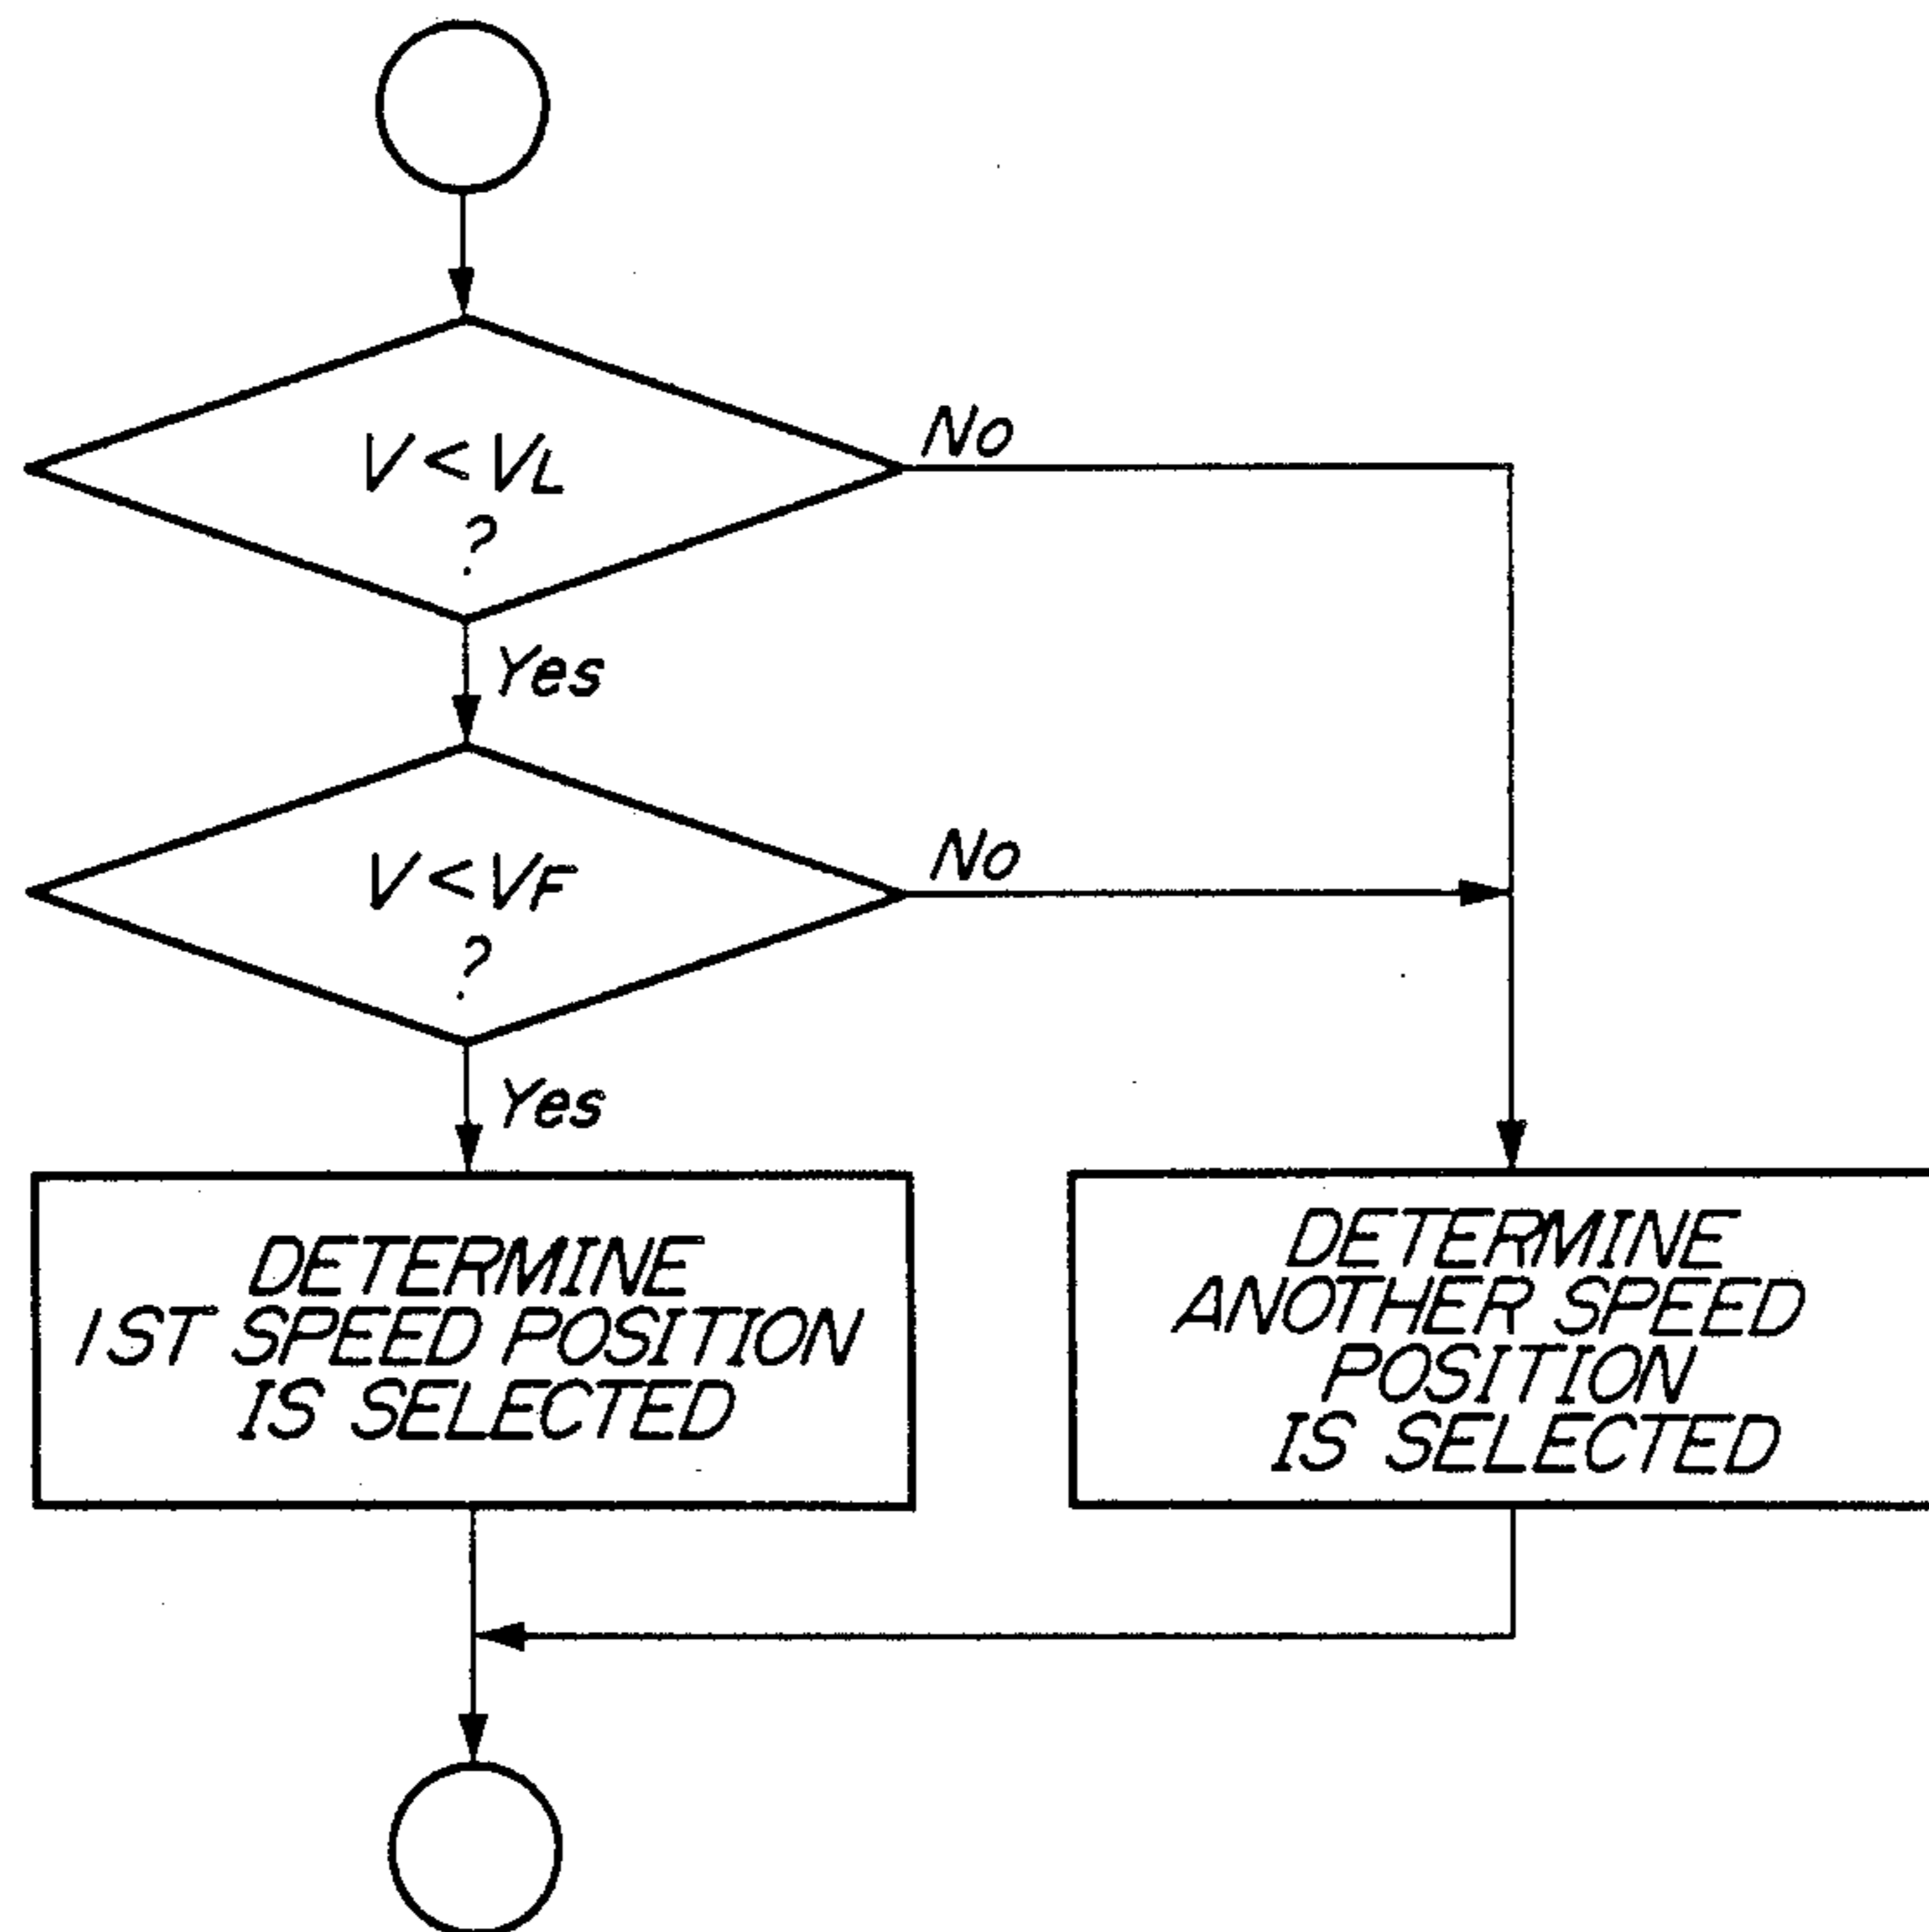 V<VL
?
No
Yes
V<VF
?
No
Yes
DETERMINE
1ST SPEED POSITION
IS SELECTED
DETERMINE
ANOTHER SPEED
POSITION
IS SELECTED